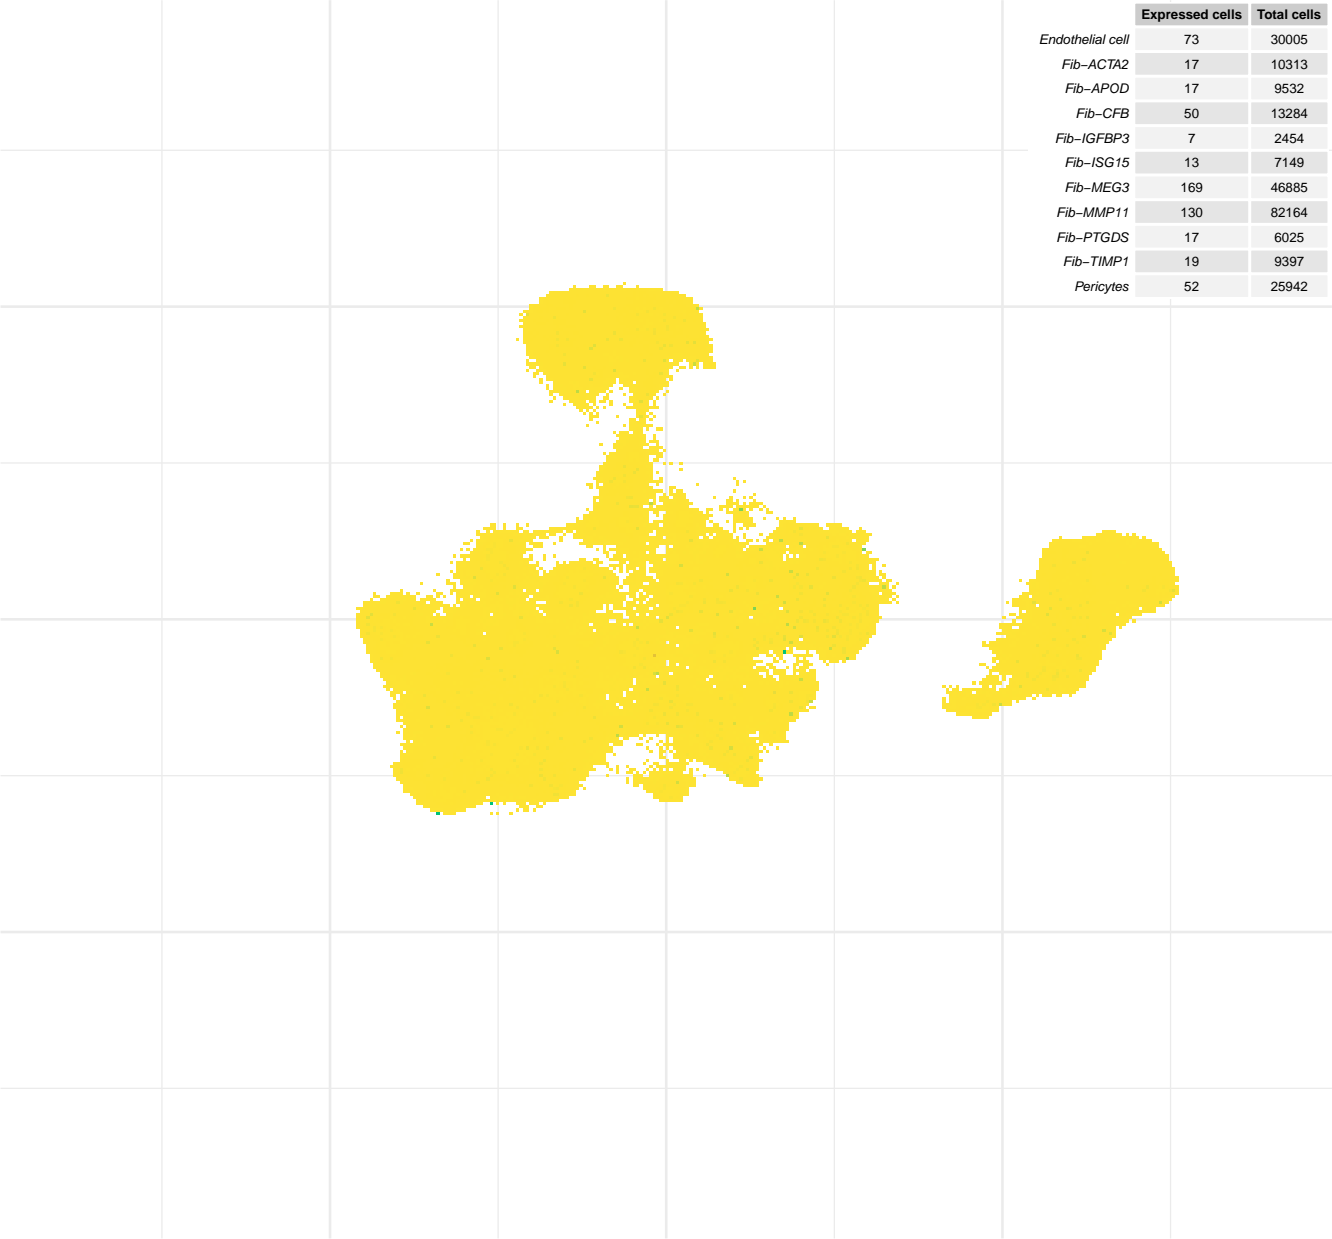 Expressed cells Total cells
Endothelial cell 73 30005
Fib−ACTA2 17 10313
Fib−APOD 17 9532
Fib−CFB 50 13284
Fib−IGFBP3 7 2454
Fib−ISG15 13 7149
Fib−MEG3 169 46885
Fib−MMP11 130 82164
Fib−PTGDS 17 6025
Fib−TIMP1 19 9397
Pericytes 52 25942